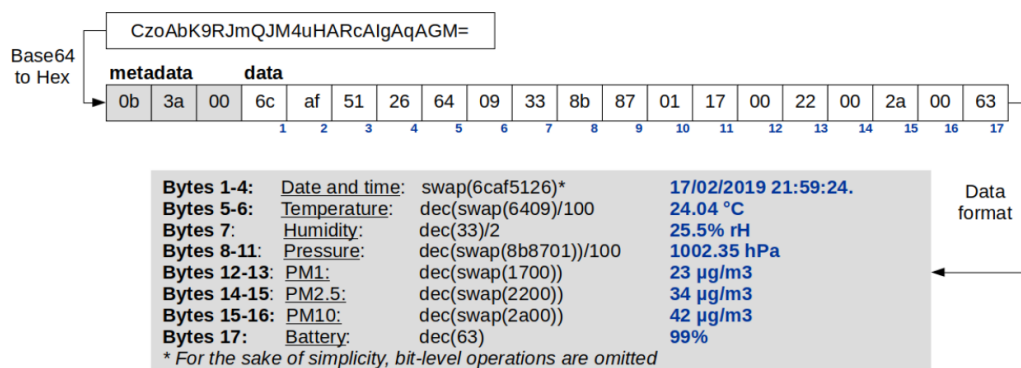 CzoAbK9RJmQJM4uHARcAIgAqAGM=
Base64
to Hex
metadata data
0b 3a 00 6c af 51 26 64 09 33 8b 87 01 17 00 22 00 2a 00 63
1 2 3 4 5 6 7 8 9 10 11 12 13 14 15 16 17
Bytes 1-4: Date and time: swap(6caf5126)* 17/02/2019 21:59:24.
Bytes 5-6: Temperature: dec(swap(6409)/100 24.04 °C
Byte 7: Humidity: dec(33)/2 25.5% rH
Bytes 8-11: Pressure: dec(swap(8b8701))/100 1002.35 hPa
Bytes 12-13: PM1: dec(swap(1700)) 23 µg/m3
Bytes 14-15: PM2.5: dec(swap(2200)) 34 µg/m3
Bytes 15-16: PM10: dec(swap(2a00)) 42 µg/m3
Byte 17: Battery: dec(63) 99%
* For the sake of simplicity, bit-level operations are omitted
Data
format